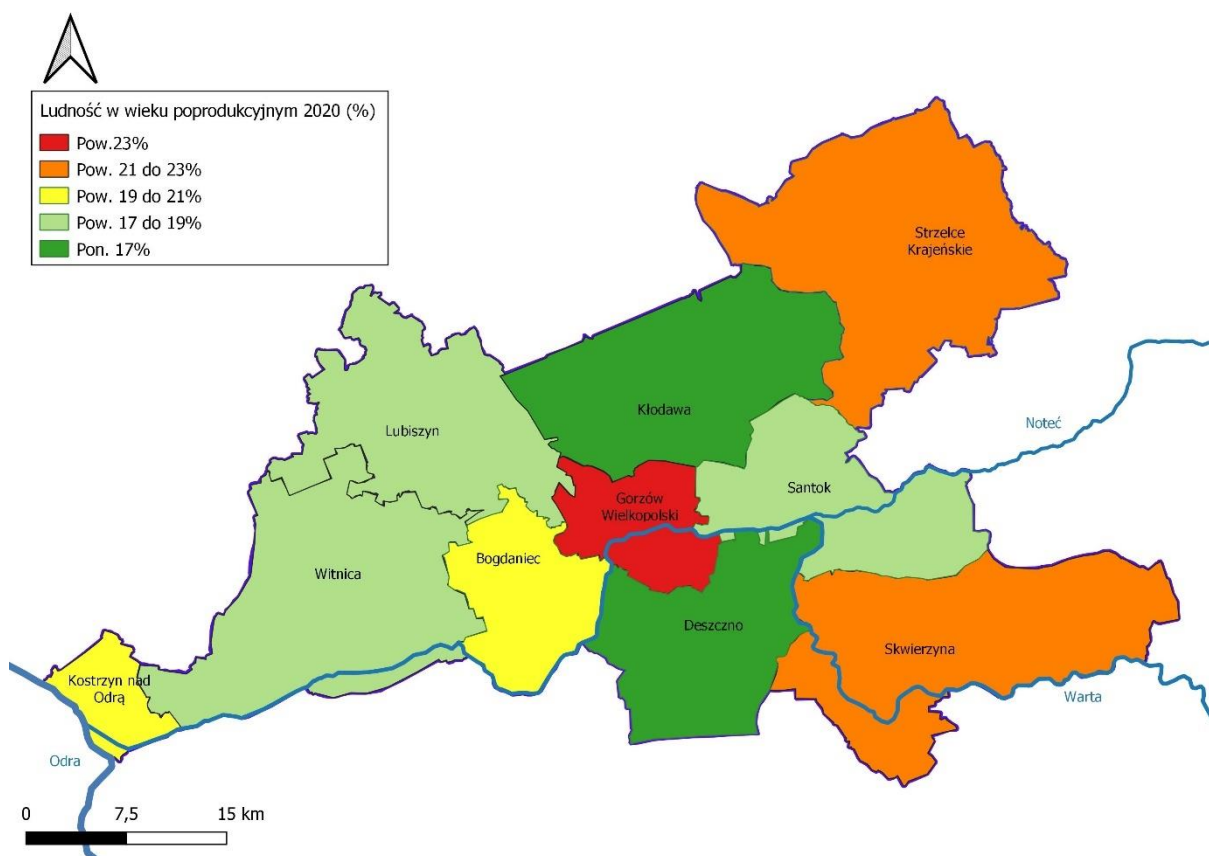 Ludność w wieku poprodukcyjnym 2020 (%)
Pow.23%
Pow. 21 do 23%
Pow. 19 do 21%
Pow. 17 do 19%
Pon. 17%
Strzelce
Krajeńskie
Kłodawa
Noteć
Lubiszyn
Santok
Gorzów
Wielkopolski
Bogdaniec
Witnica
Deszczno
Skwierzyna
Kostrzyn nad
Odrą
Warta
Odra
0 7,5 15 km